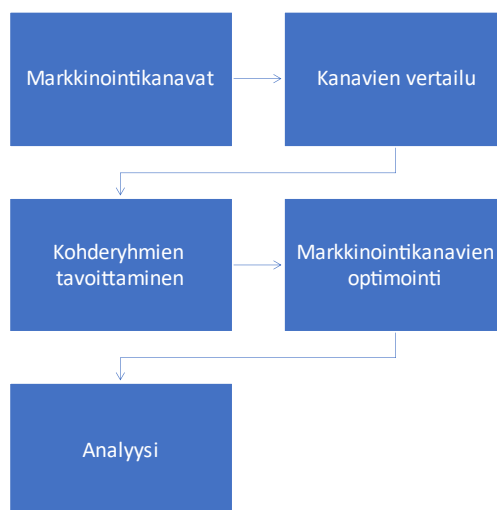 Markkinointikanavat
Kanavien vertailu
Kohderyhmien
tavoittaminen
Markkinointikanavien
optimointi
Analyysi